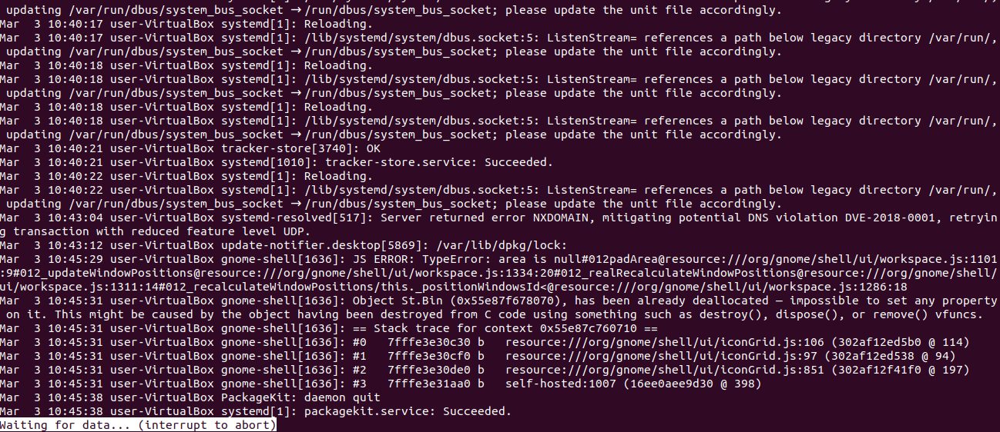 updating /var/run/dbus/system_bus_socket → /run/dbus/system_bus_socket; please update the unit file accordingly.
Mar  3 10:40:17 user-VirtualBox systemd[1]: Reloading.
Mar  3 10:40:17 user-VirtualBox systemd[1]: /lib/systemd/system/dbus.socket:5: ListenStream= references a path below legacy directory /var/run/,
 updating /var/run/dbus/system_bus_socket → /run/dbus/system_bus_socket; please update the unit file accordingly.
Mar  3 10:40:18 user-VirtualBox systemd[1]: Reloading.
Mar  3 10:40:18 user-VirtualBox systemd[1]: /lib/systemd/system/dbus.socket:5: ListenStream= references a path below legacy directory /var/run/,
 updating /var/run/dbus/system_bus_socket → /run/dbus/system_bus_socket; please update the unit file accordingly.
Mar  3 10:40:18 user-VirtualBox systemd[1]: Reloading.
Mar  3 10:40:18 user-VirtualBox systemd[1]: /lib/systemd/system/dbus.socket:5: ListenStream= references a path below legacy directory /var/run/,
 updating /var/run/dbus/system_bus_socket → /run/dbus/system_bus_socket; please update the unit file accordingly.
Mar  3 10:40:21 user-VirtualBox tracker-store[3740]: OK
Mar  3 10:40:21 user-VirtualBox systemd[1010]: tracker-store.service: Succeeded.
Mar  3 10:40:22 user-VirtualBox systemd[1]: Reloading.
Mar  3 10:40:22 user-VirtualBox systemd[1]: /lib/systemd/system/dbus.socket:5: ListenStream= references a path below legacy directory /var/run/,
 updating /var/run/dbus/system_bus_socket → /run/dbus/system_bus_socket; please update the unit file accordingly.
Mar  3 10:43:04 user-VirtualBox systemd-resolved[517]: Server returned error NXDOMAIN, mitigating potential DNS violation DVE-2018-0001, retryin
g transaction with reduced feature level UDP.
Mar  3 10:43:12 user-VirtualBox update-notifier.desktop[5869]: /var/lib/dpkg/lock:
Mar  3 10:45:29 user-VirtualBox gnome-shell[1636]: JS ERROR: TypeError: area is null#012padArea@resource:///org/gnome/shell/ui/workspace.js:1101
:9#012_updateWindowPositions@resource:///org/gnome/shell/ui/workspace.js:1334:20#012_realRecalculateWindowPositions@resource:///org/gnome/shell/
ui/workspace.js:1311:14#012_recalculateWindowPositions/this._positionWindowsId<@resource:///org/gnome/shell/ui/workspace.js:1286:18
Mar  3 10:45:31 user-VirtualBox gnome-shell[1636]: Object St.Bin (0x55e87f678070), has been already deallocated — impossible to set any property
 on it. This might be caused by the object having been destroyed from C code using something such as destroy(), dispose(), or remove() vfuncs.
Mar  3 10:45:31 user-VirtualBox gnome-shell[1636]: == Stack trace for context 0x55e87c760710 ==
Mar  3 10:45:31 user-VirtualBox gnome-shell[1636]: #0   7fffe3e30c30 b   resource:///org/gnome/shell/ui/iconGrid.js:106 (302af12ed5b0 @ 114)
Mar  3 10:45:31 user-VirtualBox gnome-shell[1636]: #1   7fffe3e30cf0 b   resource:///org/gnome/shell/ui/iconGrid.js:97 (302af12ed538 @ 94)
Mar  3 10:45:31 user-VirtualBox gnome-shell[1636]: #2   7fffe3e30de0 b   resource:///org/gnome/shell/ui/iconGrid.js:851 (302af12f41f0 @ 197)
Mar  3 10:45:31 user-VirtualBox gnome-shell[1636]: #3   7fffe3e31aa0 b   self-hosted:1007 (16ee0aee9d30 @ 398)
Mar  3 10:45:38 user-VirtualBox PackageKit: daemon quit
Mar  3 10:45:38 user-VirtualBox systemd[1]: packagekit.service: Succeeded.
Waiting for data... (interrupt to abort)